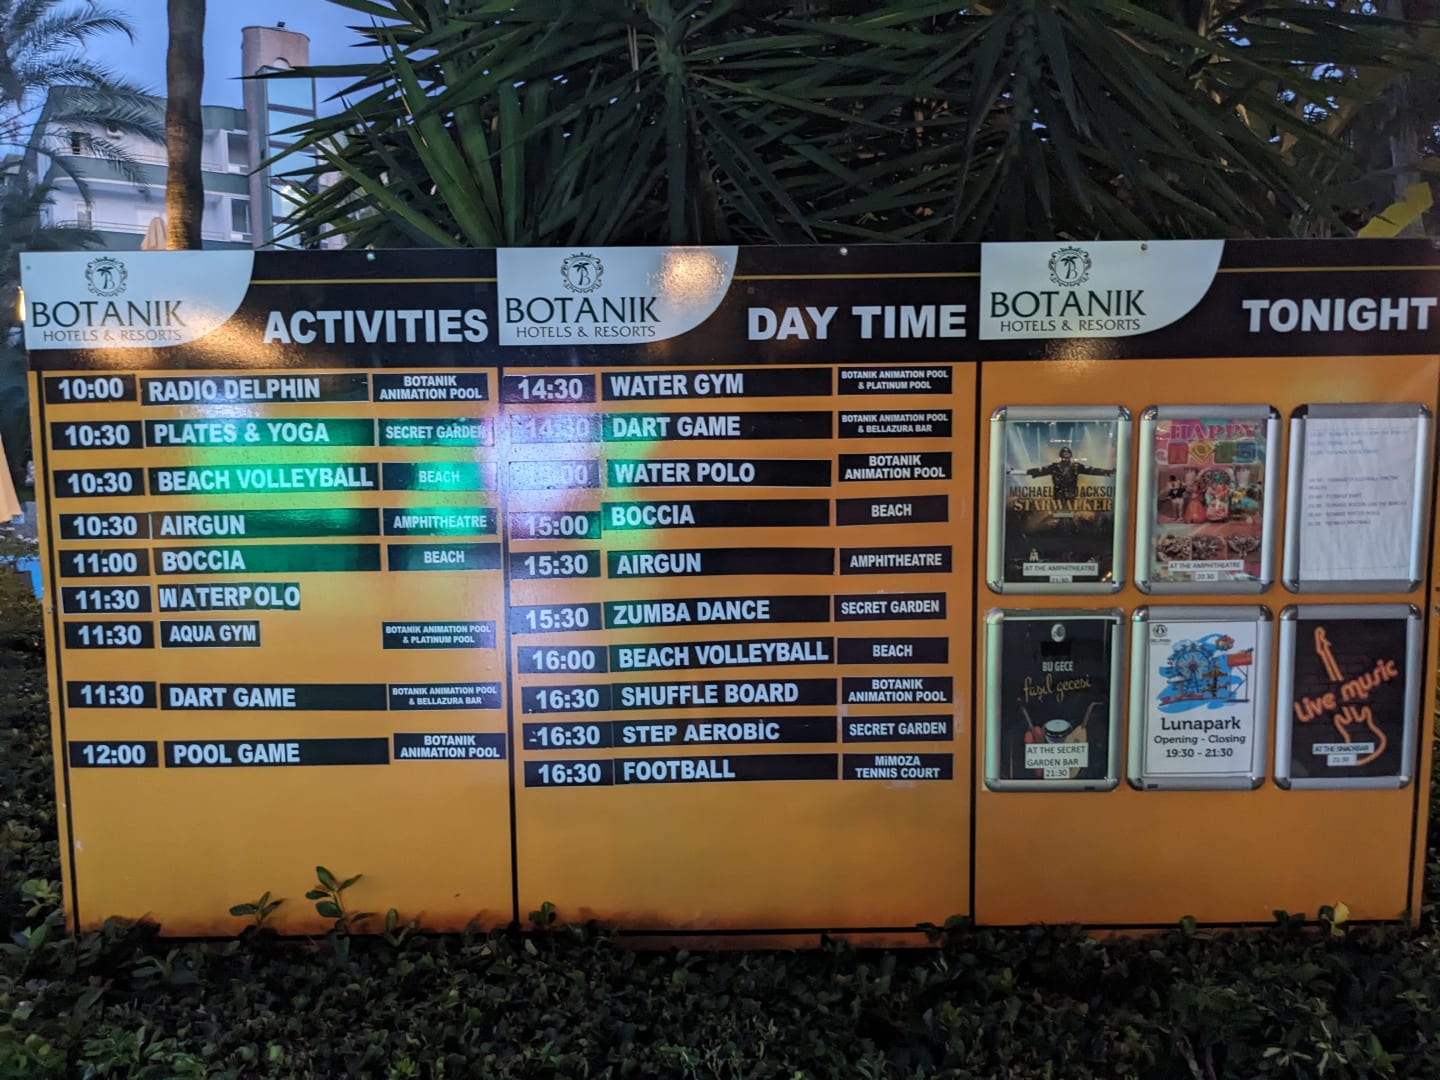 BOTANIK
HOTELS & RESORTS
ACTIVITIES
10:00 RADIO DELPHIN BOTANIK ANIMATION POOL
10:30 PLATES & YOGA SECRET GARDEN
10:30 BEACH VOLLEYBALL BEACH
10:30 AIRGUN AMPHITHEATRE
11:00 BOCCIA BEACH
11:30 WATERPOLO
11:30 AQUA GYM BOTANIK ANIMATION POOL & PLATINUM POOL
11:30 DART GAME BOTANIK ANIMATION POOL & BELLAZURA BAR
12:00 POOL GAME BOTANIK ANIMATION POOL
BOTANIK
HOTELS & RESORTS
DAY TIME
14:30 WATER GYM BOTANIK ANIMATION POOL & PLATINUM POOL
14:30 DART GAME BOTANIK ANIMATION POOL & BELLAZURA BAR
WATER POLO BOTANIK ANIMATION POOL
15:00 BOCCIA BEACH
15:30 AIRGUN AMPHITHEATRE
15:30 ZUMBA DANCE SECRET GARDEN
16:00 BEACH VOLLEYBALL BEACH
16:30 SHUFFLE BOARD BOTANIK ANIMATION POOL
16:30 STEP AEROBİC SECRET GARDEN
16:30 FOOTBALL MİMOZA TENNIS COURT
BOTANIK
HOTELS & RESORTS
TONIGHT
MICHAEL JACKSON
STARWALKER
AT THE AMPHITHEATRE
21:30
HAPPY
AT THE AMPHITHEATRE
20:30
BU GECE
fasıl gecesi
AT THE SECRET
GARDEN BAR
21:30
Lunapark
Opening - Closing
19:30 - 21:30
Live music
AT THE SNACKBAR
21:30